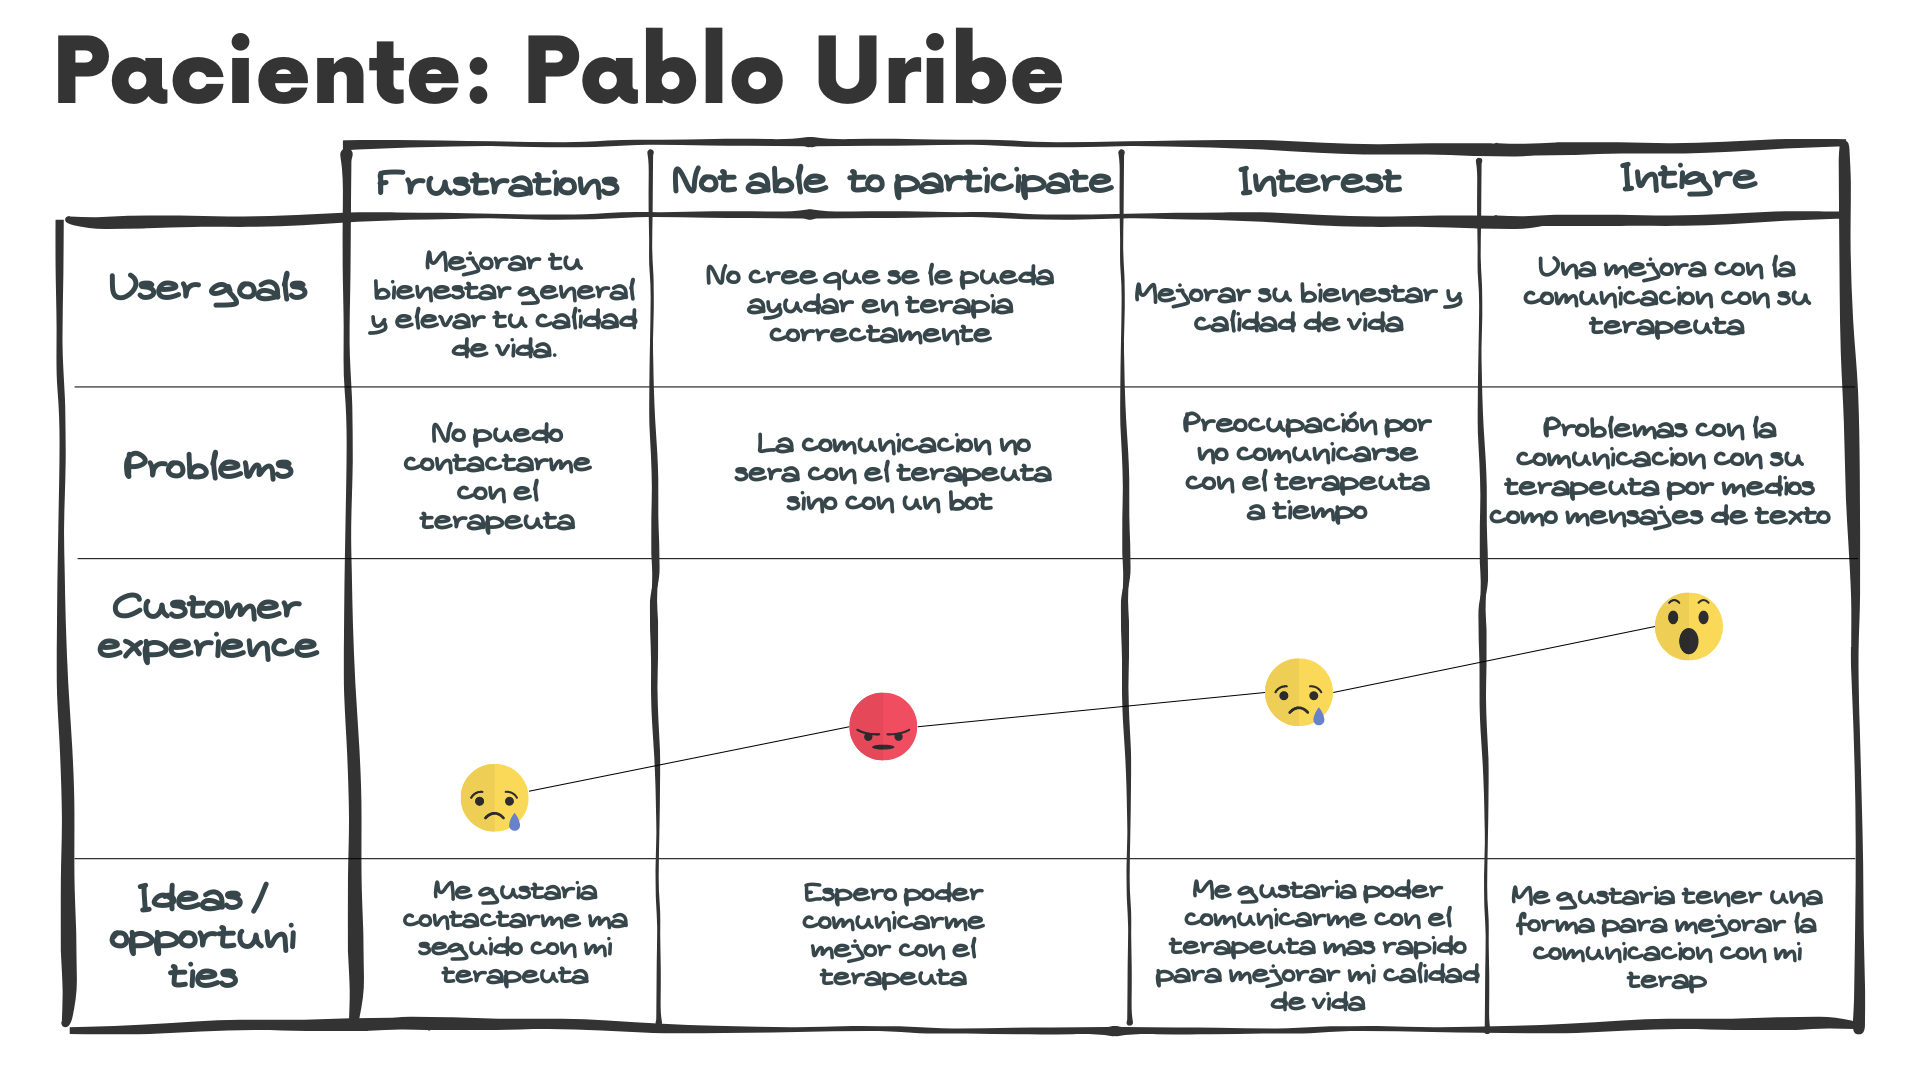 Paciente: Pablo Uribe
Frustrations
Not able to participate
Interest
Intigre
User goals
Mejorar tu
bienestar general
y elevar tu calidad
de vida.
No cree que se le pueda
ayudar en terapia
correctamente
Mejorar su bienestar y
calidad de vida
Una mejora con la
comunicacion con su
terapeuta
Problems
No puedo
contactarme
con el
terapeuta
La comunicacion no
sera con el terapeuta
sino con un bot
Preocupación por
no comunicarse
con el terapeuta
a tiempo
Problemas con la
comunicacion con su
terapeuta por medios
como mensajes de texto
Customer
experience
Ideas /
opportuni
ties
Me gustaria
contactarme ma
seguido con mi
terapeuta
Espero poder
comunicarme
mejor con el
terapeuta
Me gustaria poder
comunicarme con el
terapeuta mas rapido
para mejorar mi calidad
de vida
Me gustaria tener una
forma para mejorar la
comunicacion con mi
terap